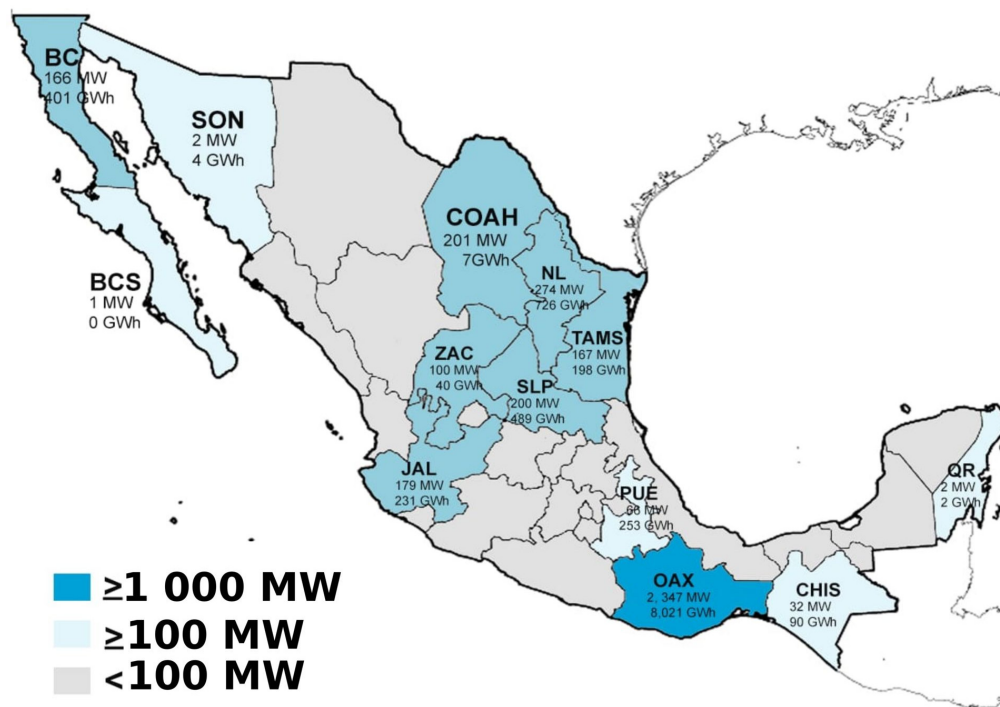 BC
166 MW
401 GWh
SON
2 MW
4 GWh
BCS
1 MW
0 GWh
COAH
201 MW
7GWh
NL
274 MW
726 GWh
TAMS
167 MW
198 GWh
ZAC
100 MW
40 GWh
SLP
200 MW
489 GWh
JAL
179 MW
231 GWh
PUE
66 MW
253 GWh
QR
2 MW
2 GWh
OAX
2, 347 MW
8,021 GWh
CHIS
32 MW
90 GWh
≥1 000 MW
≥100 MW
<100 MW